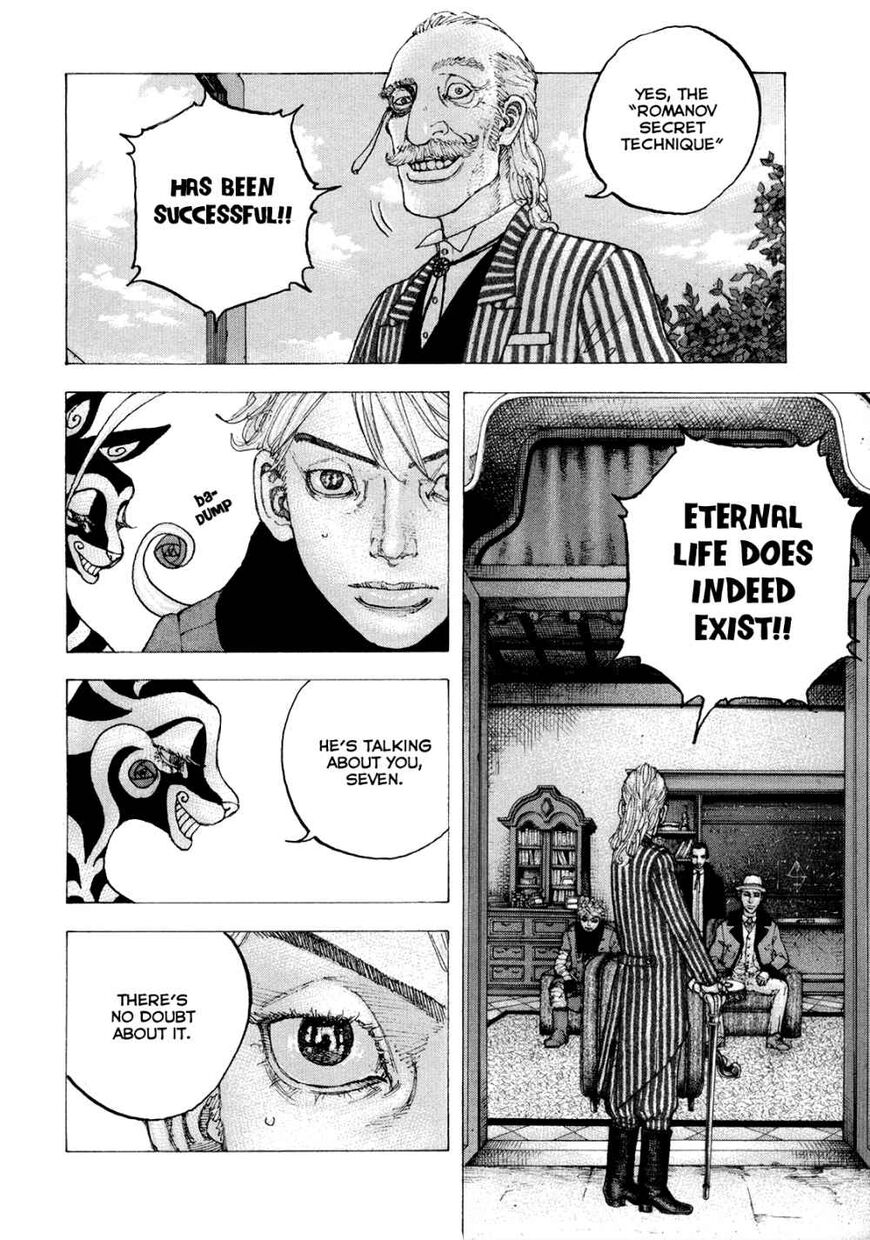 YES, THE
"ROMANOV
SECRET
TECHNIQUE"
HAS BEEN
SUCCESSFUL!!
ETERNAL
LIFE DOES
INDEED
EXIST!!
ba-
DUMP
HE'S TALKING
ABOUT YOU,
SEVEN.
THERE'S
NO DOUBT
ABOUT IT.